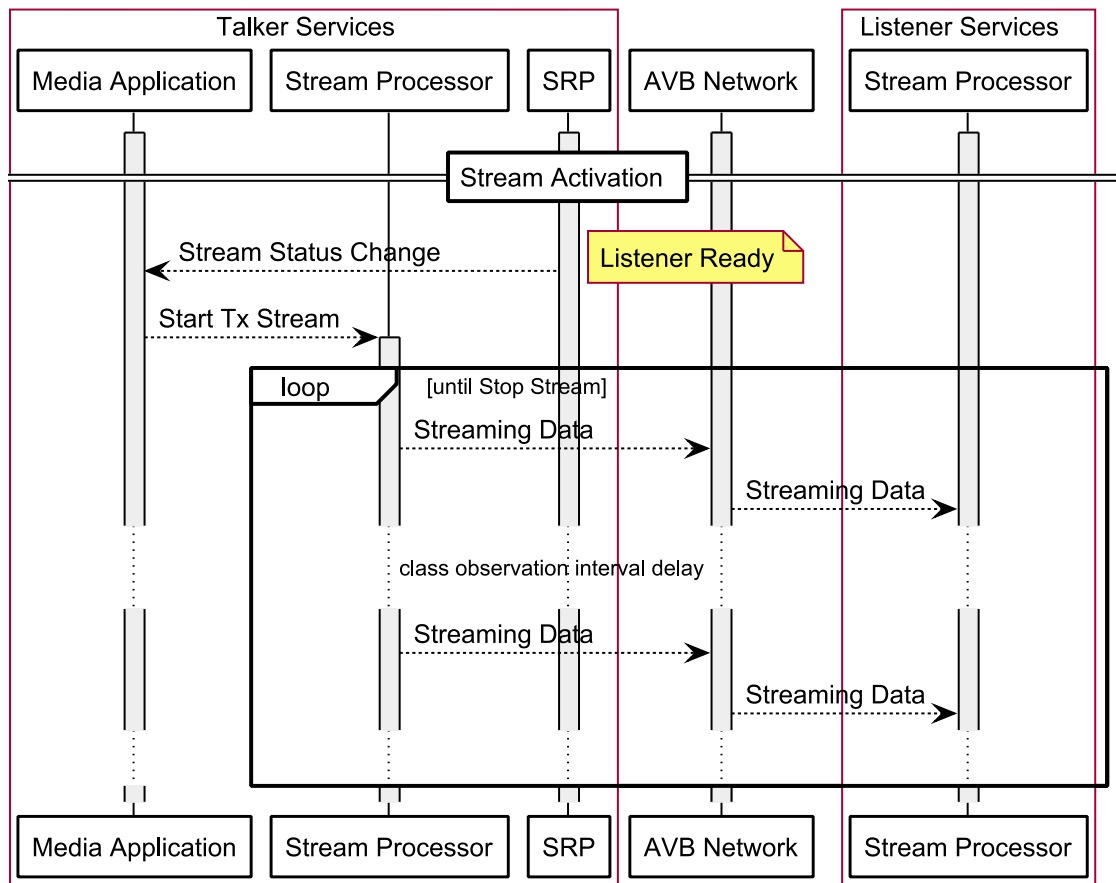 Talker Services
Listener Services
Media Application
Stream Processor
SRP
AVB Network
Stream Processor
Stream Activation
Stream Status Change
Listener Ready
Start Tx Stream
loop
[until Stop Stream]
Streaming Data
Streaming Data
class observation interval delay
Streaming Data
Streaming Data
Media Application
Stream Processor
SRP
AVB Network
Stream Processor